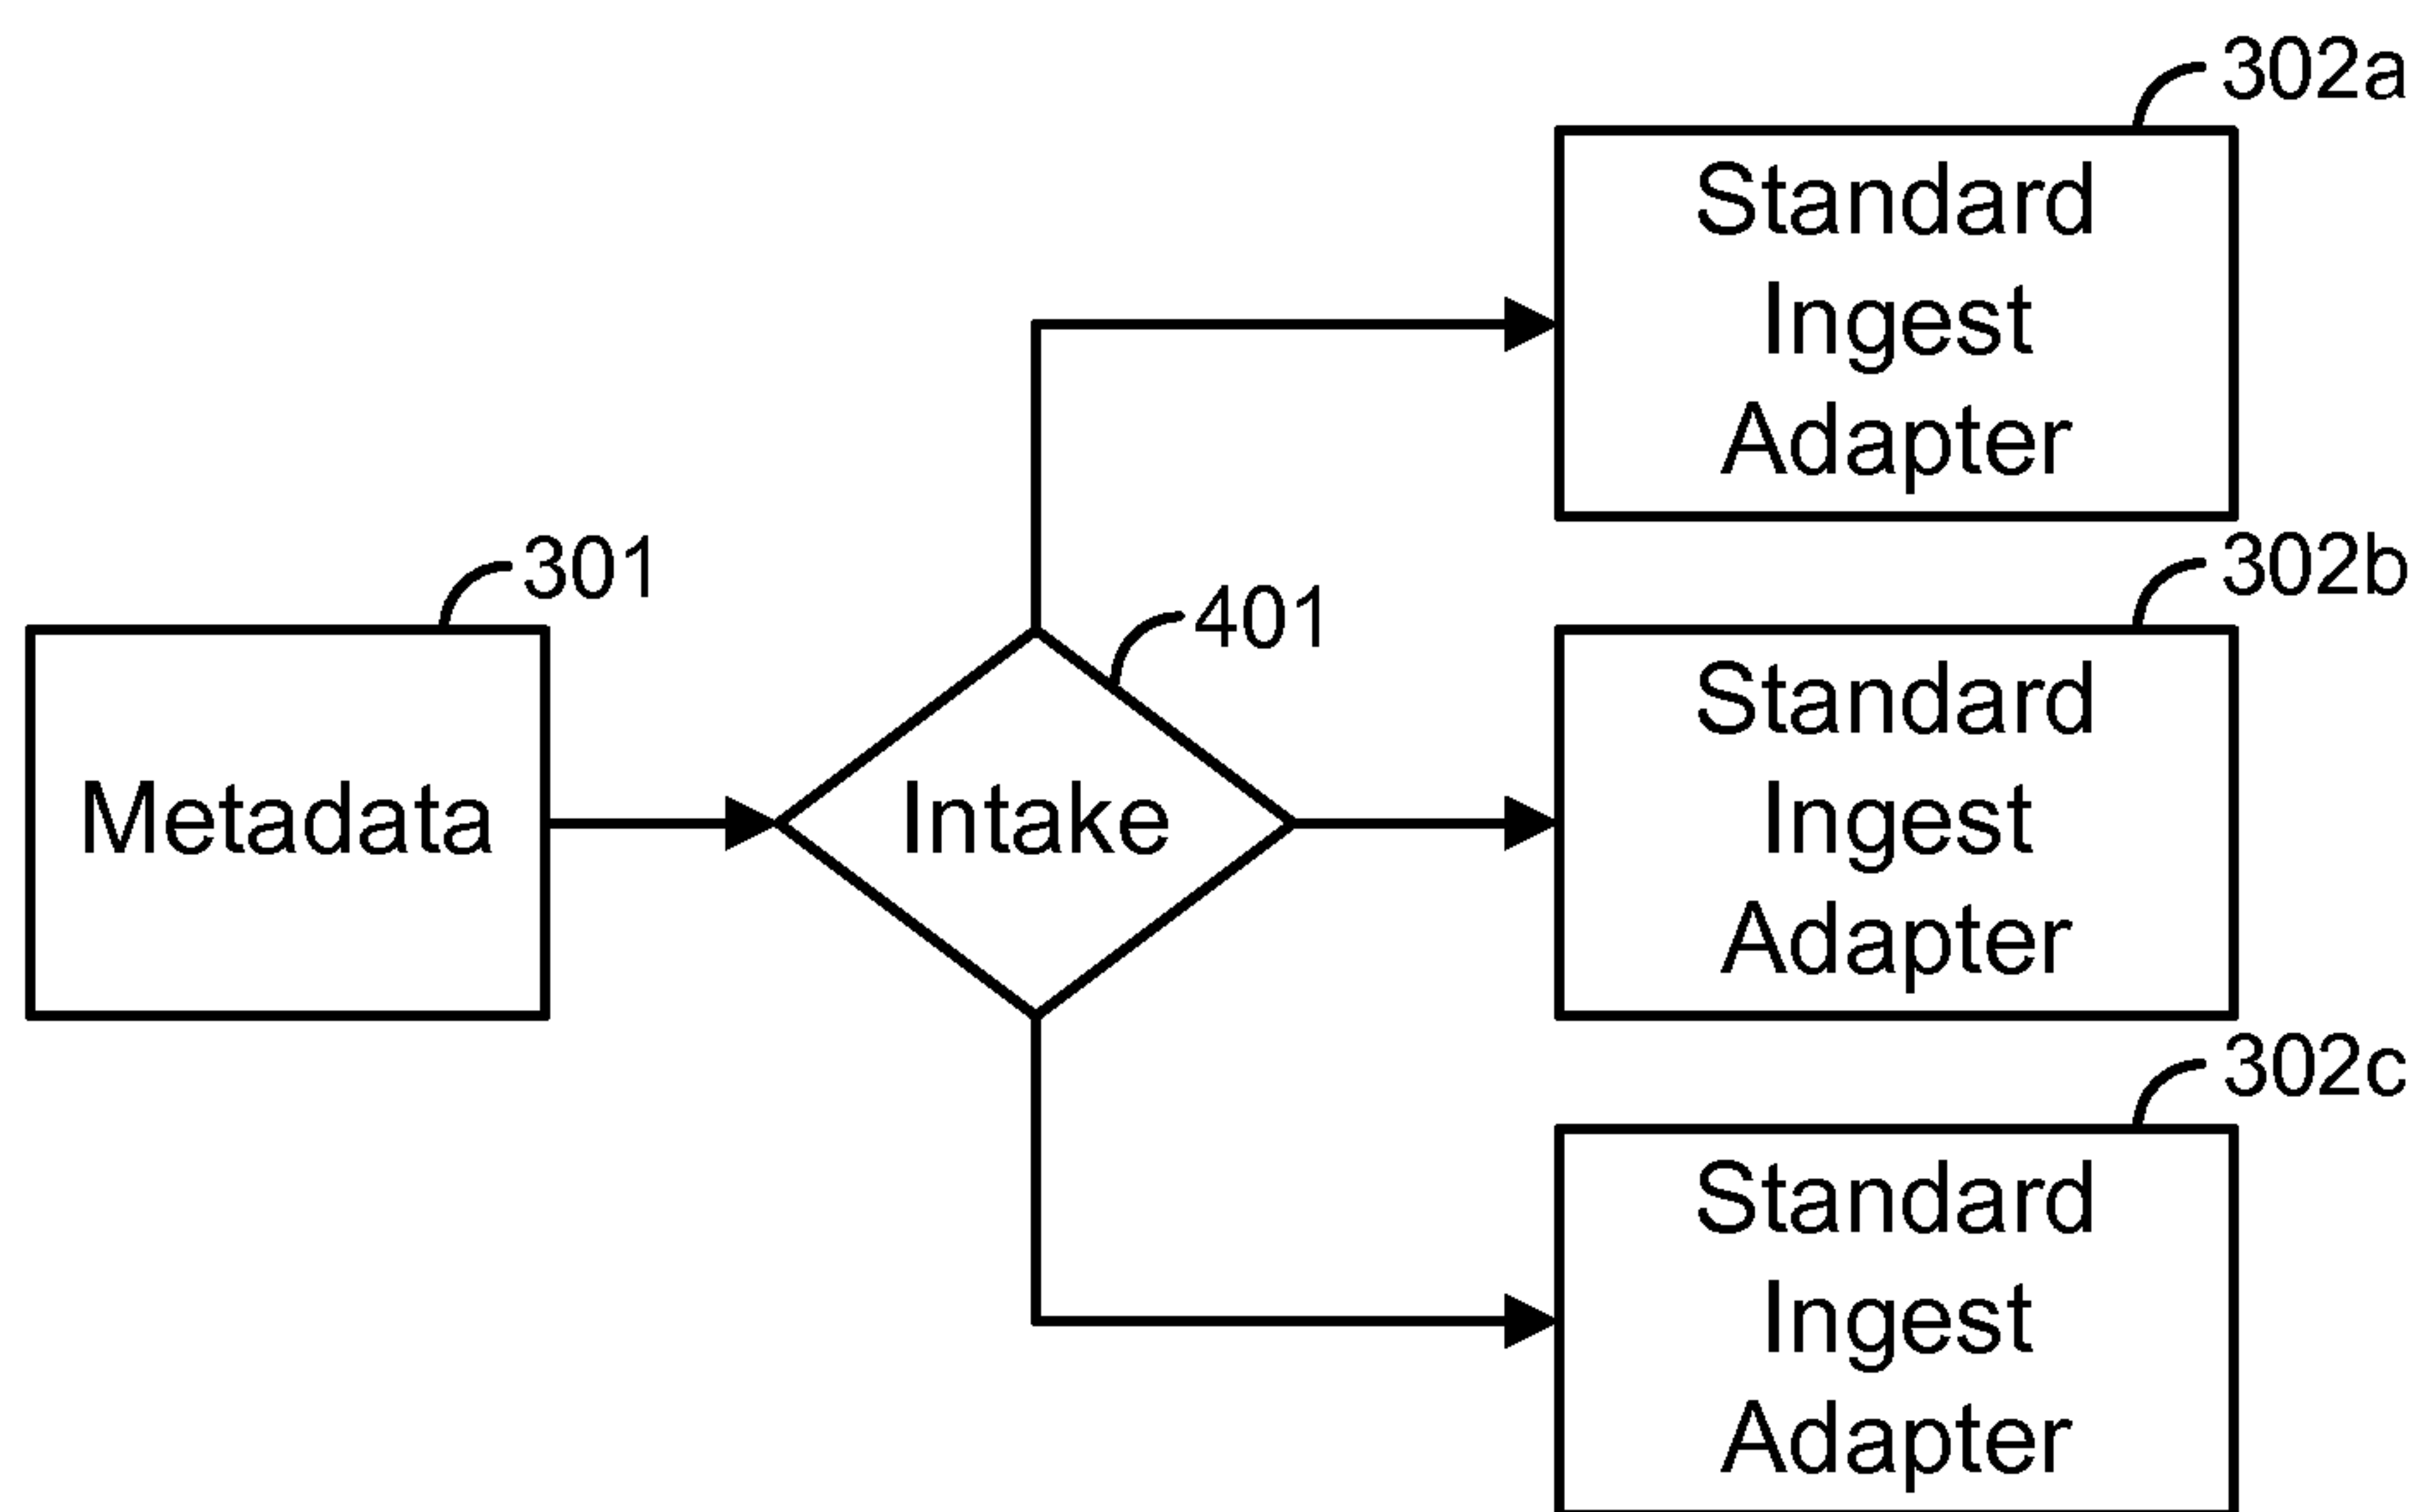 302a
Standard
Ingest
Adapter
301
Metadata
401
Intake
302b
Standard
Ingest
Adapter
302c
Standard
Ingest
Adapter